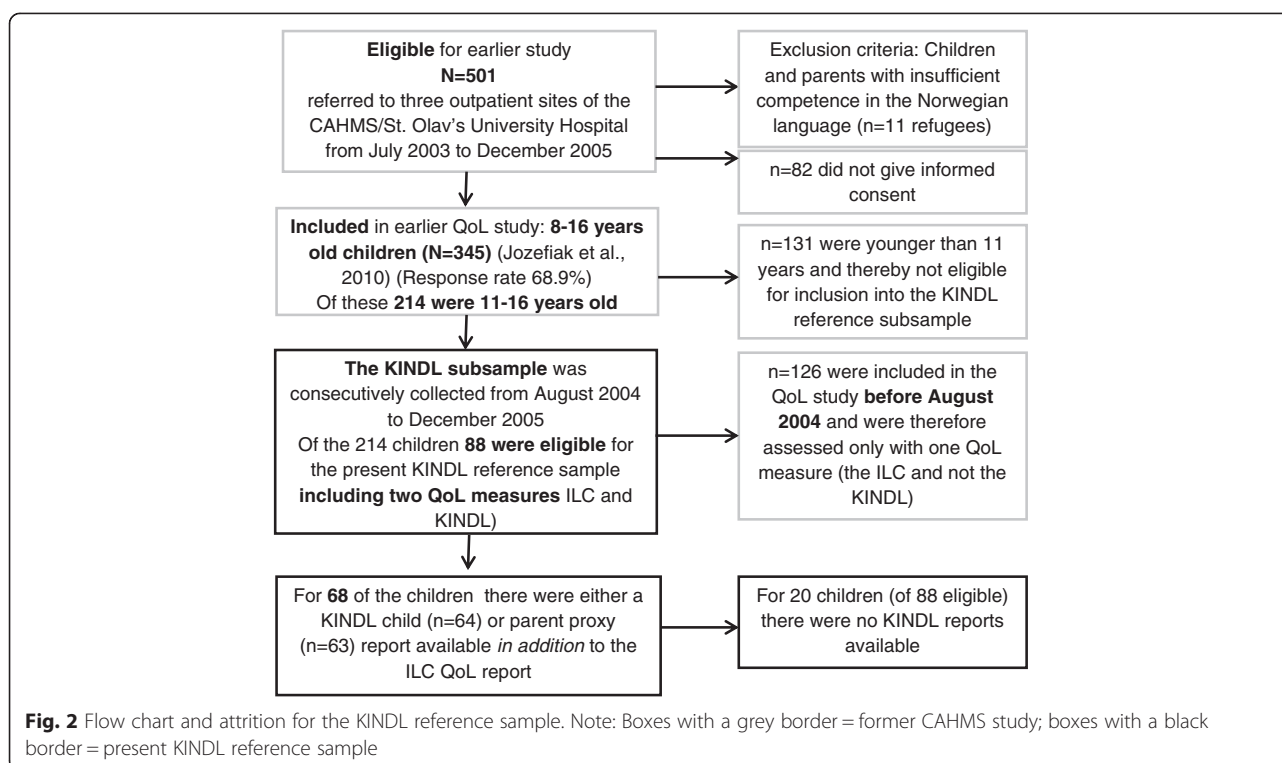 Eligible for earlier study
N=501
referred to three outpatient sites of the
CAHMS/St. Olav's University Hospital
from July 2003 to December 2005
Exclusion criteria: Children
and parents with insufficient
competence in the Norwegian
language (n=11 refugees)
n=82 did not give informed
consent
Included in earlier QoL study: 8-16 years
old children (N=345) (Jozefiak et al.,
2010) (Response rate 68.9%)
Of these 214 were 11-16 years old
n=131 were younger than 11
years and thereby not eligible
for inclusion into the KINDL
reference subsample
The KINDL subsample was
consecutively collected from August 2004
to December 2005
Of the 214 children 88 were eligible for
the present KINDL reference sample
including two QoL measures ILC and
KINDL)
n=126 were included in the
QoL study before August
2004 and were therefore
assessed only with one QoL
measure (the ILC and not the
KINDL)
For 68 of the children there were either a
KINDL child (n=64) or parent proxy
(n=63) report available in addition to the
ILC QoL report
For 20 children (of 88 eligible)
there were no KINDL reports
available
Fig. 2 Flow chart and attrition for the KINDL reference sample. Note: Boxes with a grey border = former CAHMS study; boxes with a black
border = present KINDL reference sample